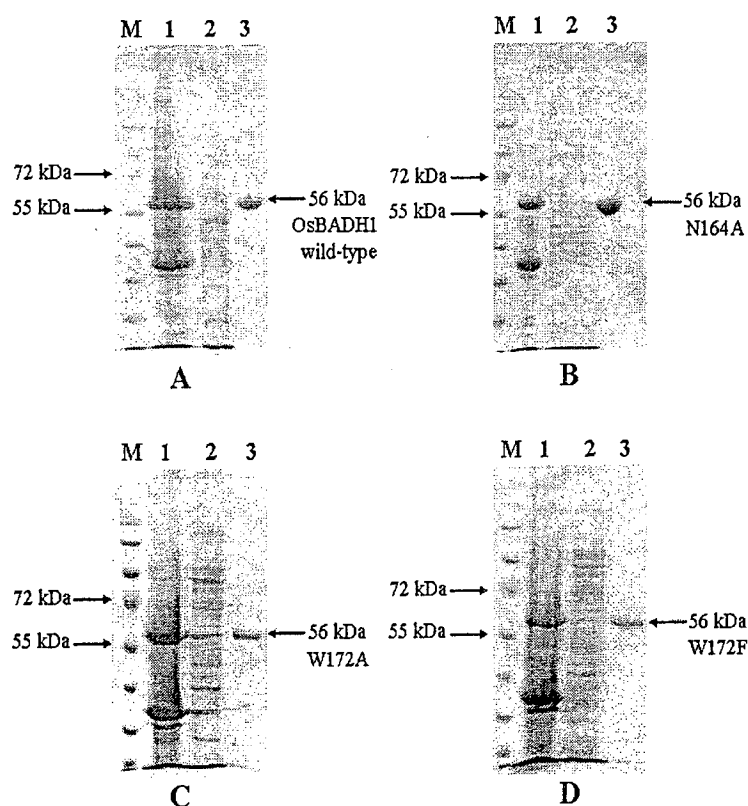 M 1 2 3
72 kDa
55 kDa
56 kDa
OsBADH1
wild-type
A
M 1 2 3
72 kDa
55 kDa
56 kDa
N164A
B
M 1 2 3
72 kDa
55 kDa
56 kDa
W172A
C
M 1 2 3
72 kDa
55 kDa
56 kDa
W172F
D